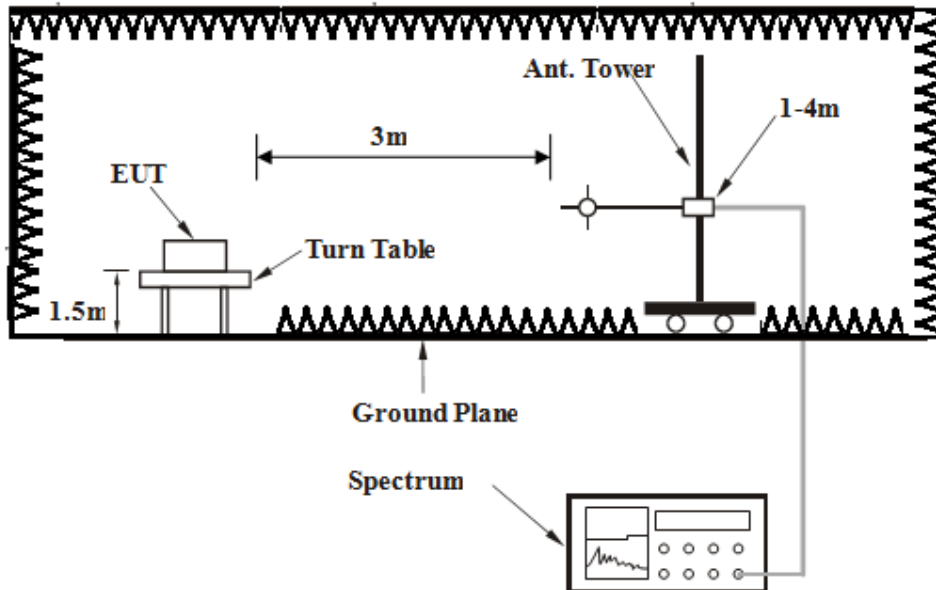 Ant. Tower
1-4m
3m
EUT
Turn Table
1.5m
Ground Plane
Spectrum